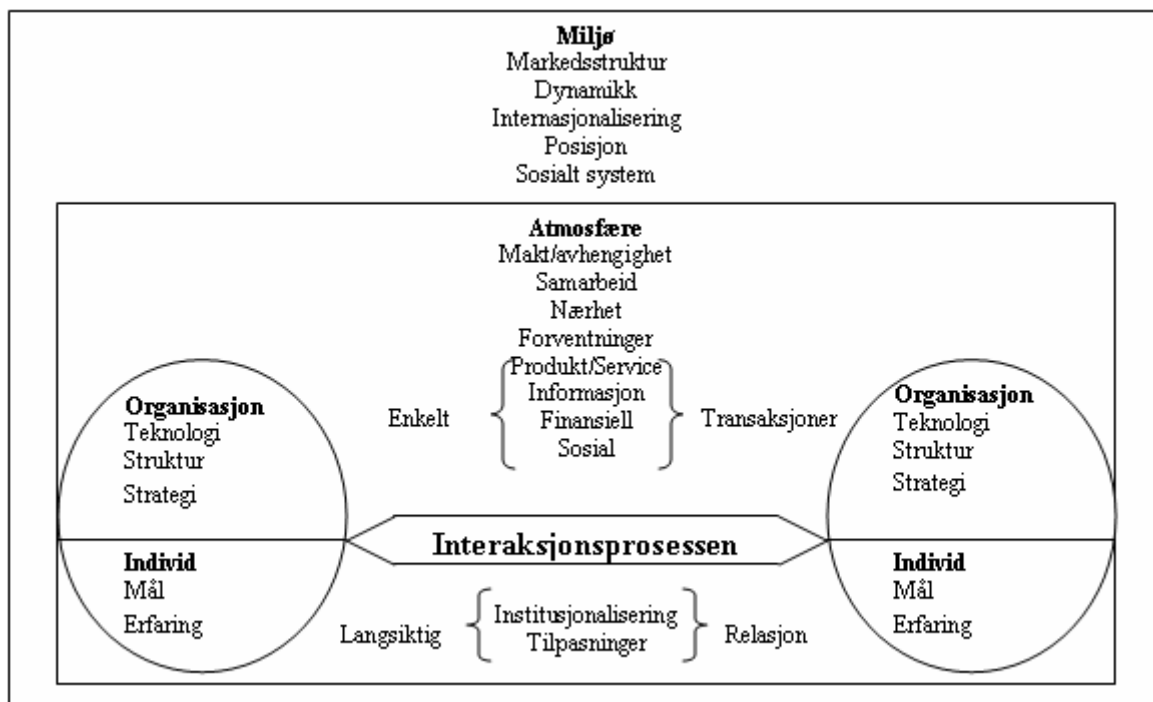 Miljø
Markedsstruktur
Dynamikk
Internasjonalisering
Posisjon
Sosialt system
Atmosfære
Makt/avhengighet
Samarbeid
Nærhet
Forventninger
Organisasjon
Teknologi
Struktur
Strategi
Individ
Mål
Erfaring
Enkelt
Produkt/Service
Informasjon
Finansiell
Sosial
Transaksjoner
Interaksjonsprosessen
Langsiktig
Institusjonalisering
Tilpasninger
Relasjon
Organisasjon
Teknologi
Struktur
Strategi
Individ
Mål
Erfaring